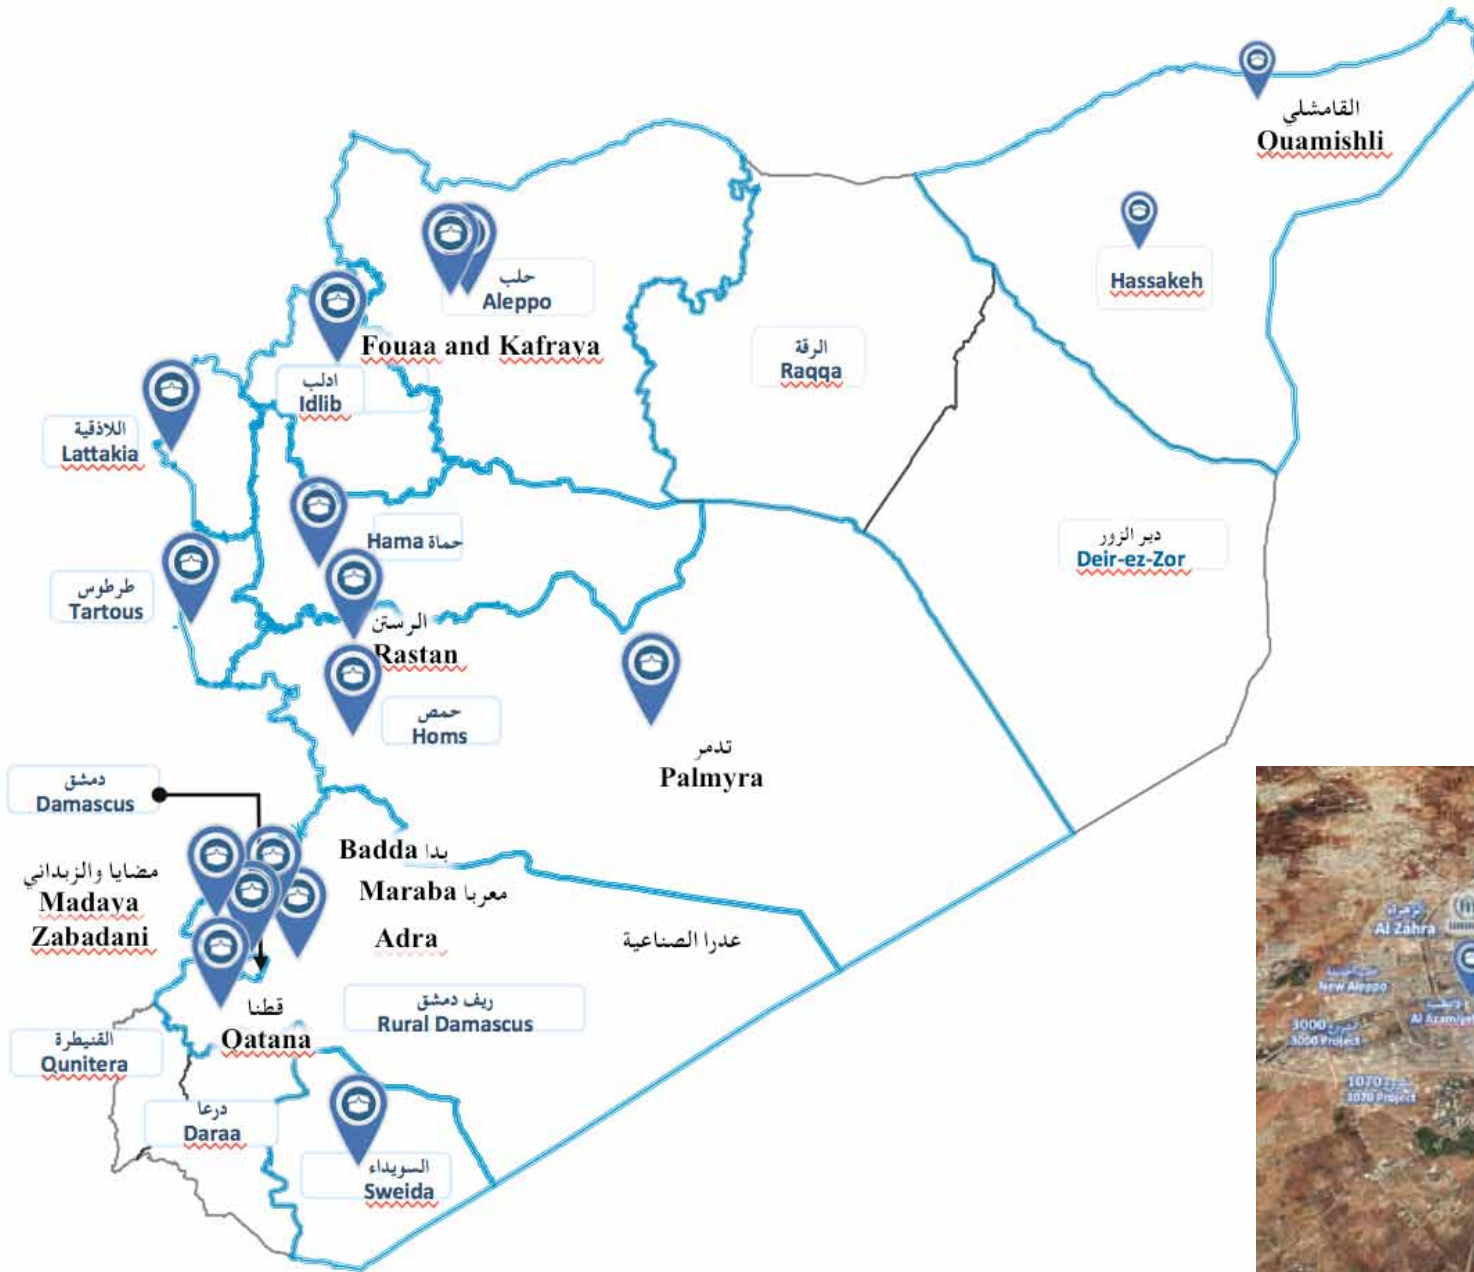 القامشلي
Ouamishli
Hassakeh
حلب
Aleppo
Fouaa and Kafraya
الرقة
Raqqa
ادلب
Idlib
اللاذقية
Lattakia
Hama حماة
دير الزور
Deir-ez-Zor
طرطوس
Tartous
الرستن
Rastan
حمص
Homs
تدمر
Palmyra
دمشق
Damascus
Badda بدا
مضايا والزبداني
Madaya
Zabadani
Maraba معربا
Adra
عدرا الصناعية
قطنا
Qatana
ريف دمشق
Rural Damascus
القنيطرة
Qunitera
درعا
Daraa
السويداء
Sweida
Al Zahra
New Aleppo
3000
3000 Project
1070
1070 Project